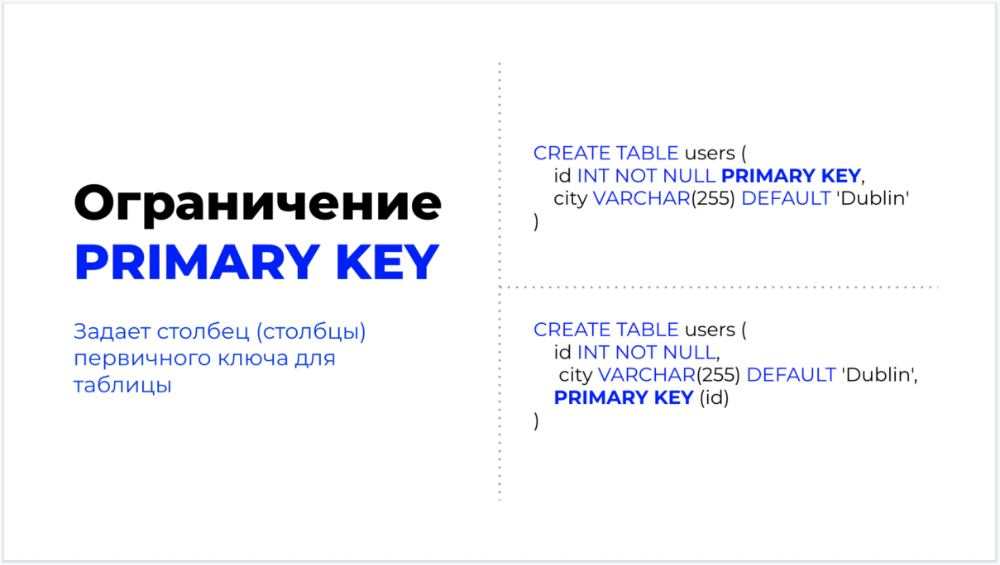 Ограничение
PRIMARY KEY
Задает столбец (столбцы)
первичного ключа для
таблицы
CREATE TABLE users (
id INT NOT NULL PRIMARY KEY,
city VARCHAR(255) DEFAULT 'Dublin'
)
CREATE TABLE users (
id INT NOT NULL,
city VARCHAR(255) DEFAULT 'Dublin',
PRIMARY KEY (id)
)